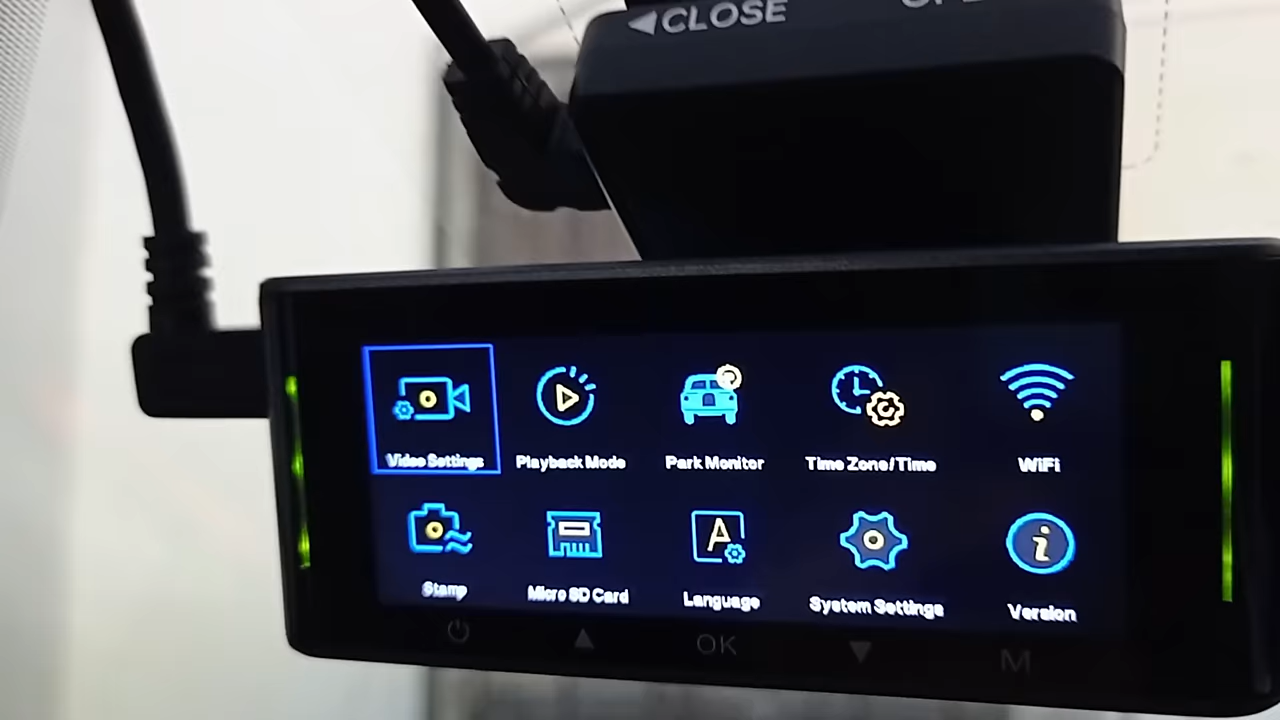 ◀CLOSE
Video Settings
Playback Mode
Park Monitor
Time Zone/Time
WiFi
Stamp
Micro SD Card
Language
System Settings
Version
OK
M